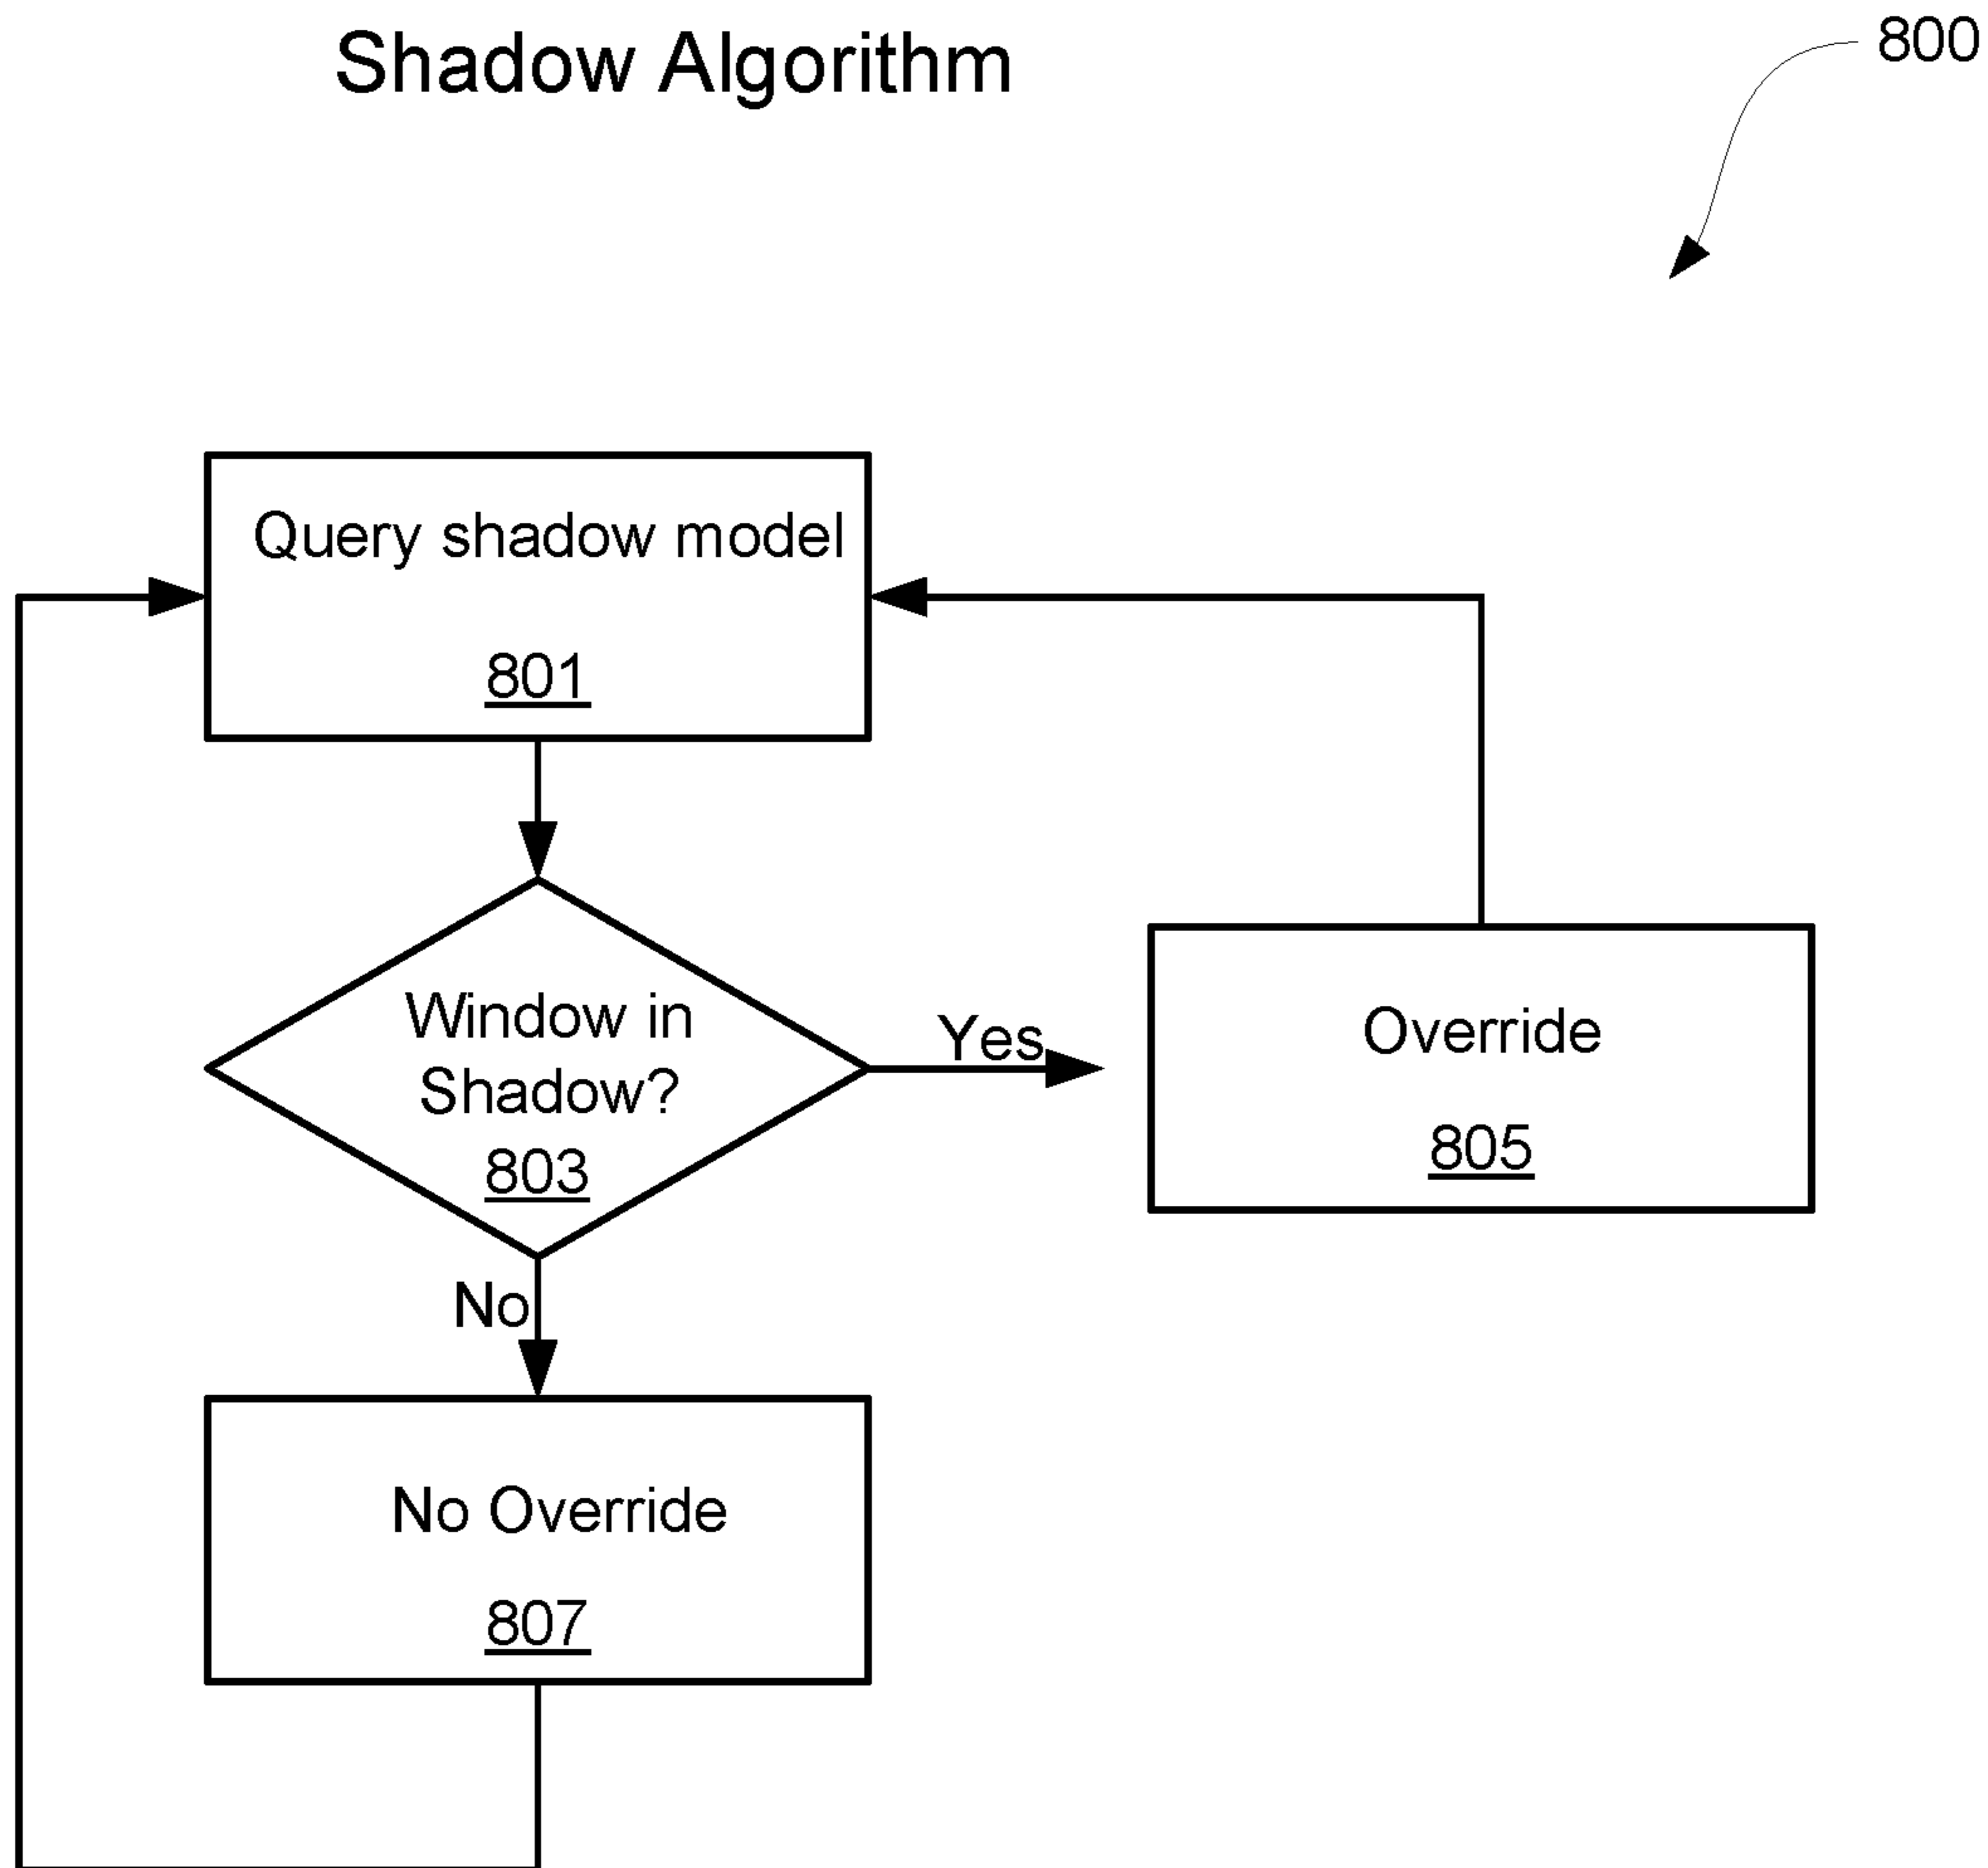 Shadow Algorithm
800
Query shadow model
801
Window in
Shadow?
803
Yes
Override
805
No
No Override
807